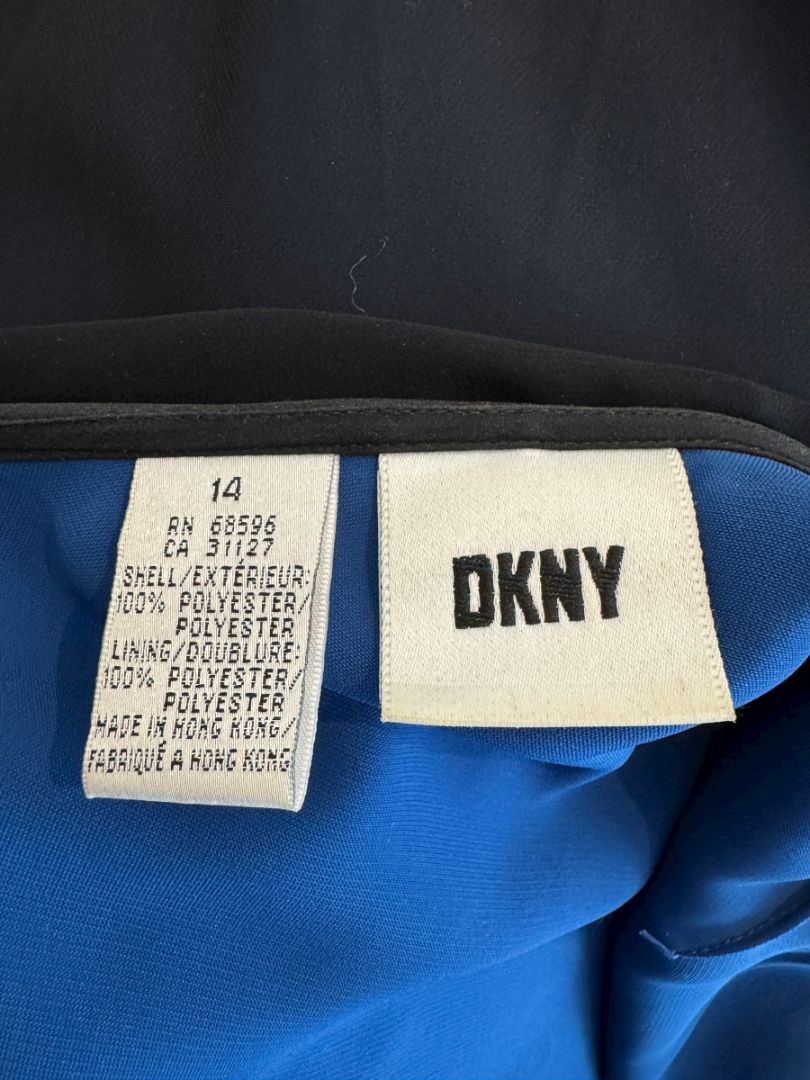 14
RN 68596
CA 31127
SHELL/EXTÉRIEUR:
100% POLYESTER/
POLYESTER
LINING/DOUBLURE:
100% POLYESTER/
POLYESTER
MADE IN HONG KONG/
FABRIQUÉ A HONG KONG
DKNY